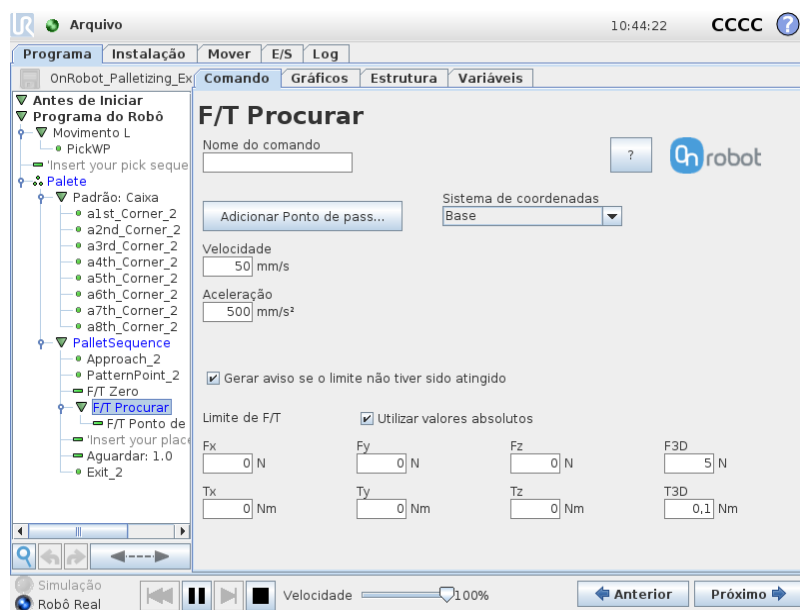 UR Arquivo 10:44:22 CCCC ?
Programa Instalação Mover E/S Log
OnRobot_Palletizing_Ex Comando Gráficos Estrutura Variáveis
Antes de Iniciar
Programa do Robô
Movimento L
PickWP
'Insert your pick seque
Palete
Padrão: Caixa
a1st_Corner_2
a2nd_Corner_2
a3rd_Corner_2
a4th_Corner_2
a5th_Corner_2
a6th_Corner_2
a7th_Corner_2
a8th_Corner_2
PalletSequence
Approach_2
PatternPoint_2
F/T Zero
F/T Procurar
F/T Ponto de
'Insert your place
Aguardar: 1.0
Exit_2
F/T Procurar
Nome do comando
? On robot
Adicionar Ponto de pass...
Sistema de coordenadas
Base
Velocidade
50 mm/s
Aceleração
500 mm/s²
Gerar aviso se o limite não tiver sido atingido
Limite de F/T Utilizar valores absolutos
Fx Fy Fz F3D
0 N 0 N 0 N 5 N
Tx Ty Tz T3D
0 Nm 0 Nm 0 Nm 0,1 Nm
Simulação
Robô Real
Velocidade 100%
Anterior Próximo